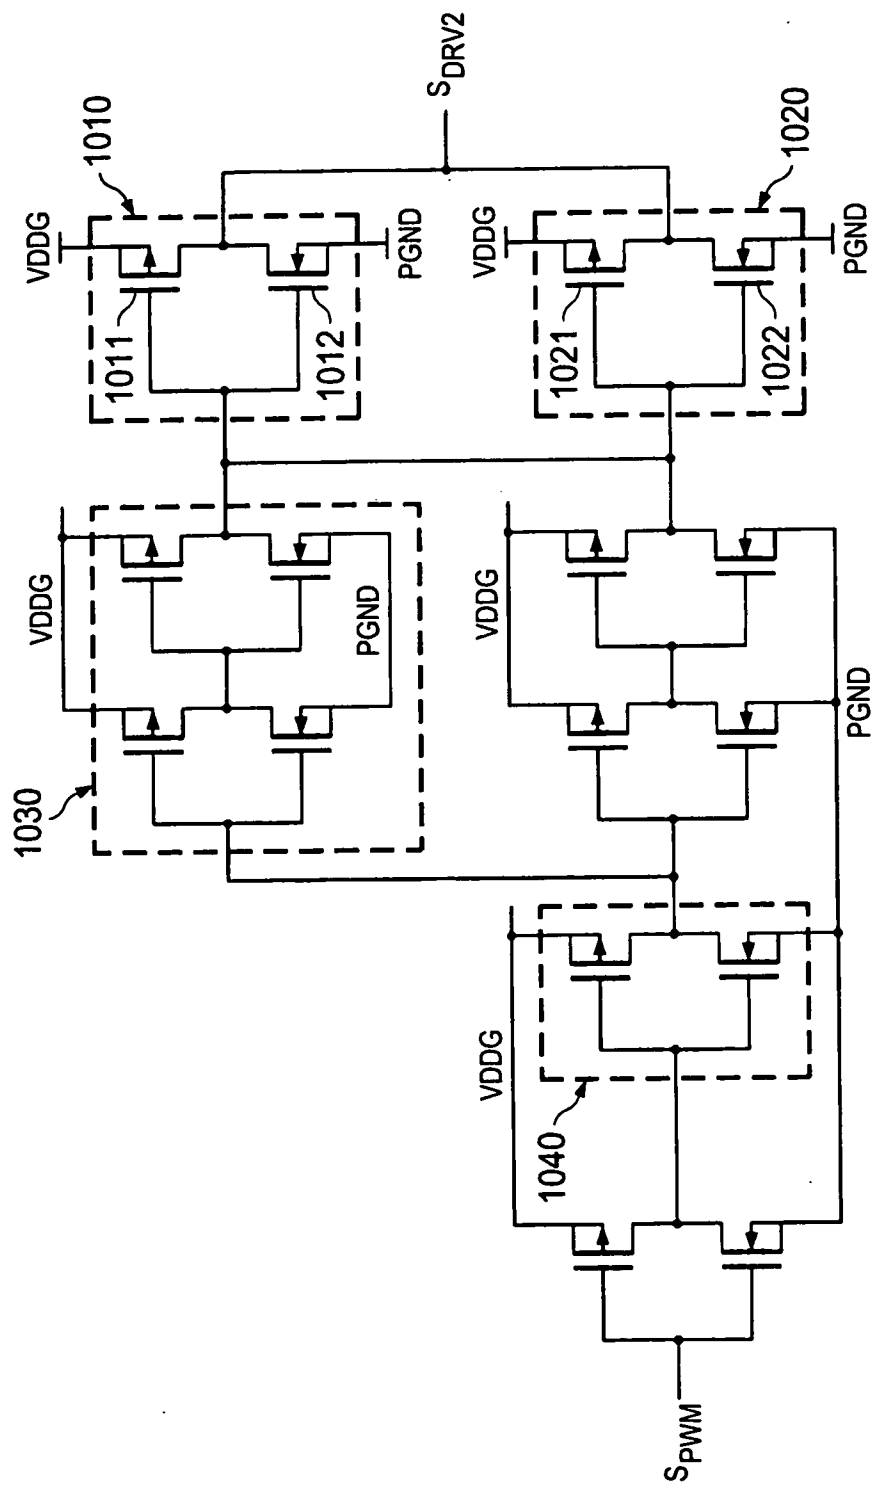 1030
VDDG
VDDG
1010
1011
1012
PGND
PGND
S_DRV2
VDDG
VDDG
VDDG
1040
1021
S_PWM
1022
1020
PGND
PGND